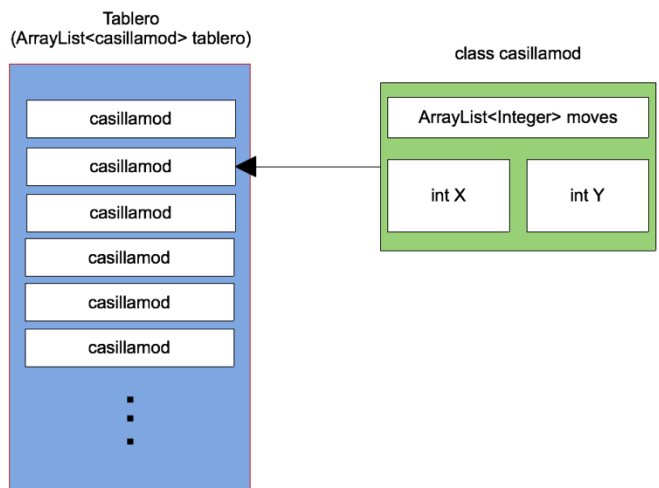 Tablero
(ArrayList<casillamod> tablero)
casillamod
casillamod
casillamod
casillamod
casillamod
casillamod
class casillamod
ArrayList<Integer> moves
int X
int Y